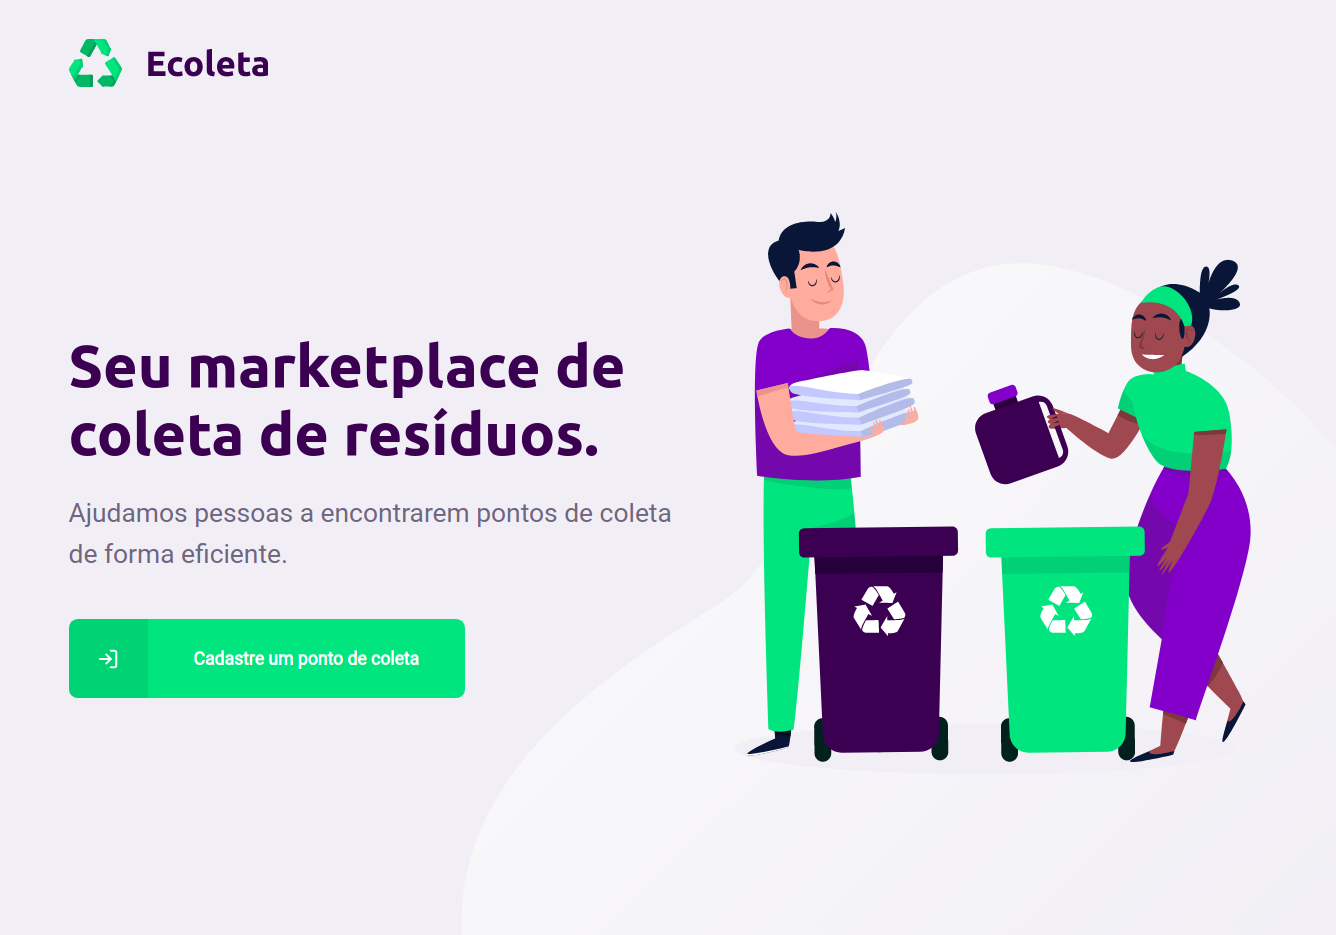 Ecoleta
Seu marketplace de
coleta de resíduos.
Ajudamos pessoas a encontrarem pontos de coleta
de forma eficiente.
Cadastre um ponto de coleta